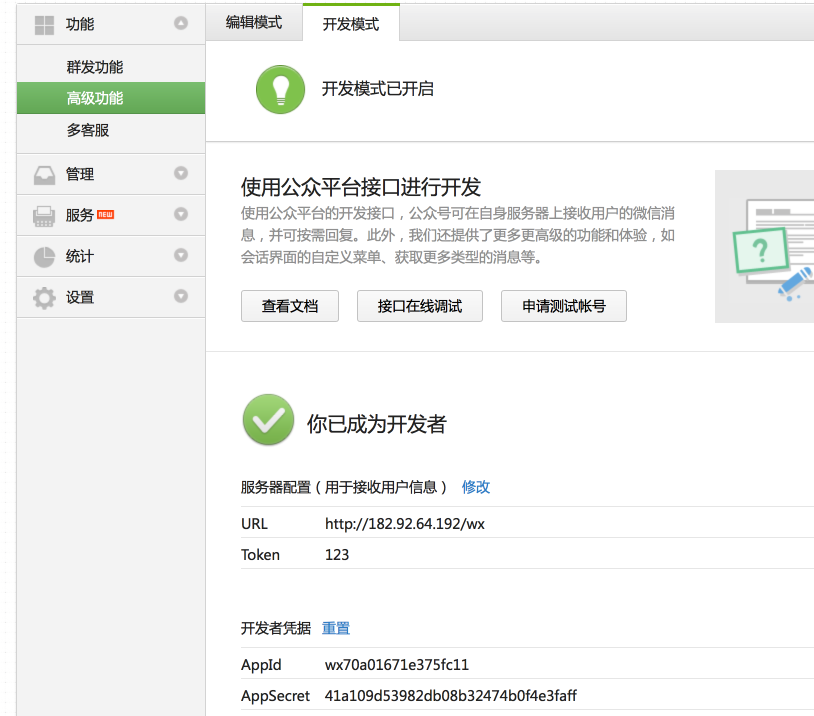 功能
群发功能
高级功能
多客服
管理
服务 NEW
统计
设置
编辑模式 开发模式
开发模式已开启
使用公众平台接口进行开发
使用公众平台的开发接口，公众号可在自身服务器上接收用户的微信消
息，并可按需回复。此外，我们还提供了更多更高级的功能和体验，如
会话界面的自定义菜单、获取更多类型的消息等。
查看文档 接口在线调试 申请测试帐号
?
你已成为开发者
服务器配置（用于接收用户信息） 修改
URL http://182.92.64.192/wx
Token 123
开发者凭据 重置
AppId wx70a01671e375fc11
AppSecret 41a109d53982db08b32474b0f4e3faff